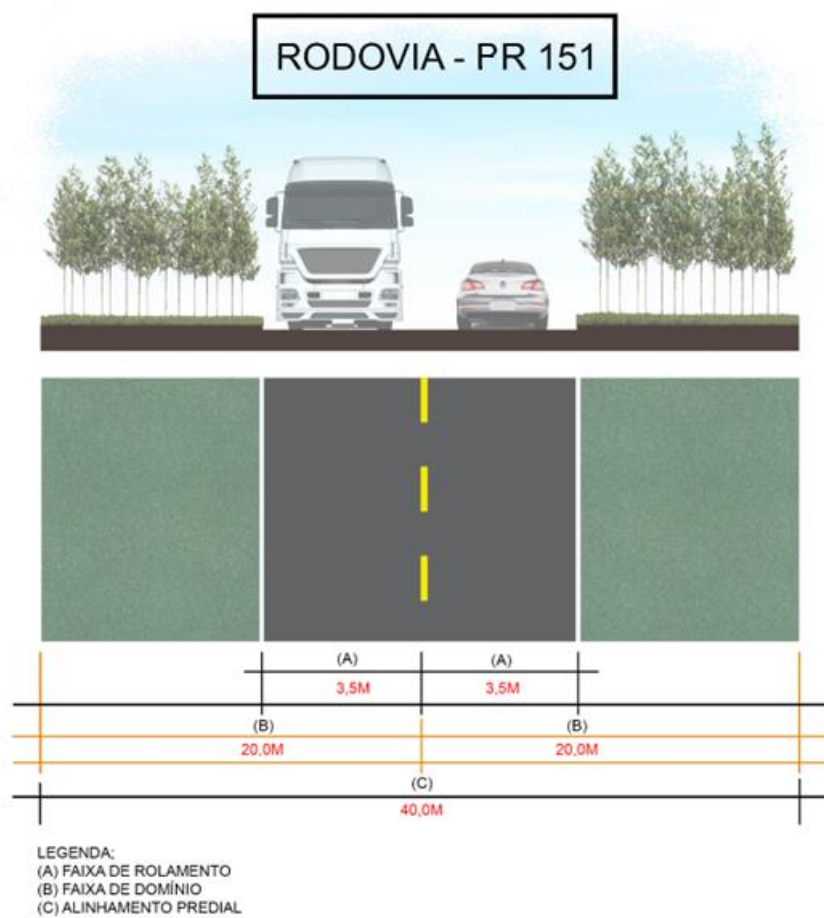 RODOVIA - PR 151
(A) (A)
3,5M 3,5M
(B) (B)
20,0M 20,0M
(C)
40,0M
LEGENDA;
(A) FAIXA DE ROLAMENTO
(B) FAIXA DE DOMÍNIO
(C) ALINHAMENTO PREDIAL